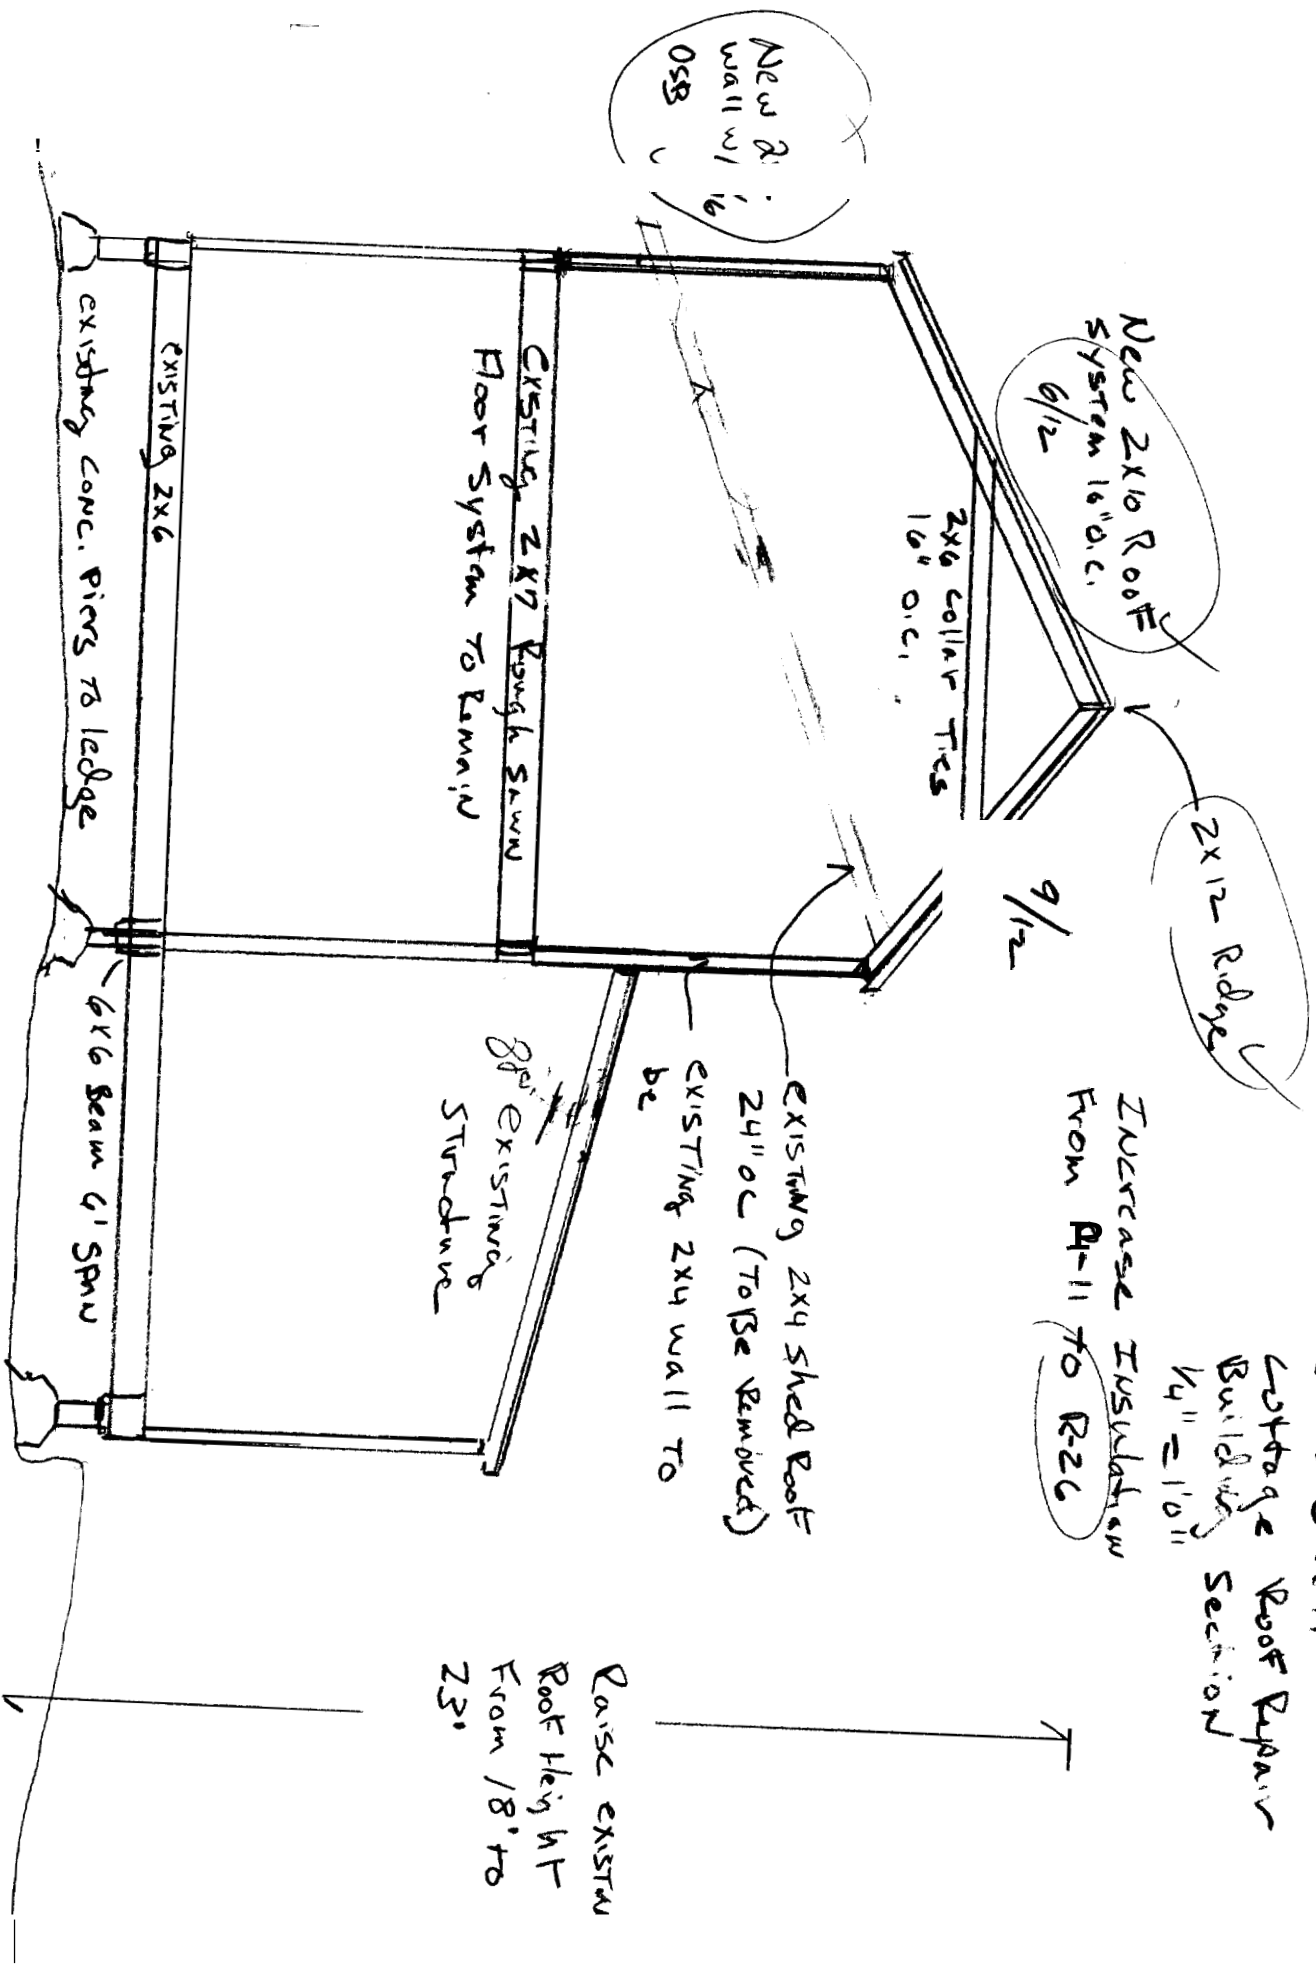 Cottage Roof Repair
Building Section
1/4" = 1'0"
2x12 Ridge
New 2x10 Roof
System 16" o.c.
6/12
9/12
Increase Insulation
From R-11 to R-26
2x6 collar Ties
16" o.c.
New
wall w/
OSB
existing 2x4 shed Roof
24" oc (To Be Removed)
existing 2x4 wall to
be
Raise existin
Roof Height
From 18' to
23'
Existing 2x7 Rough Sawn
Floor System To Remain
existing
Structure
existing 2x6
6x6 Beam 6' Span
existing conc. Piers to ledge